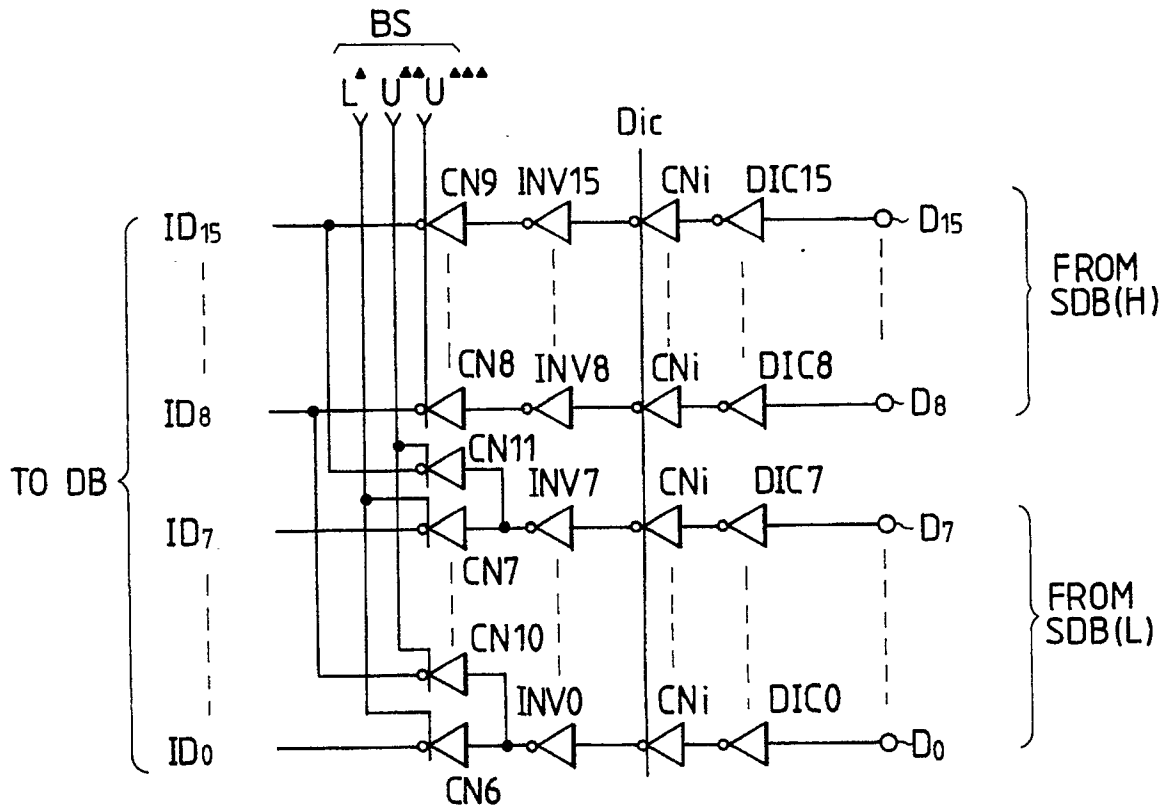 BS
L▲ U▲▲ U▲▲▲
Dic
CN9 INV15 CNi DIC15
ID15 D15
FROM
SDB(H)
CN8 INV8 CNi DIC8
ID8 D8
CN11
TO DB
INV7 CNi DIC7
ID7 D7
CN7
FROM
SDB(L)
CN10
INV0 CNi DIC0
ID0 D0
CN6